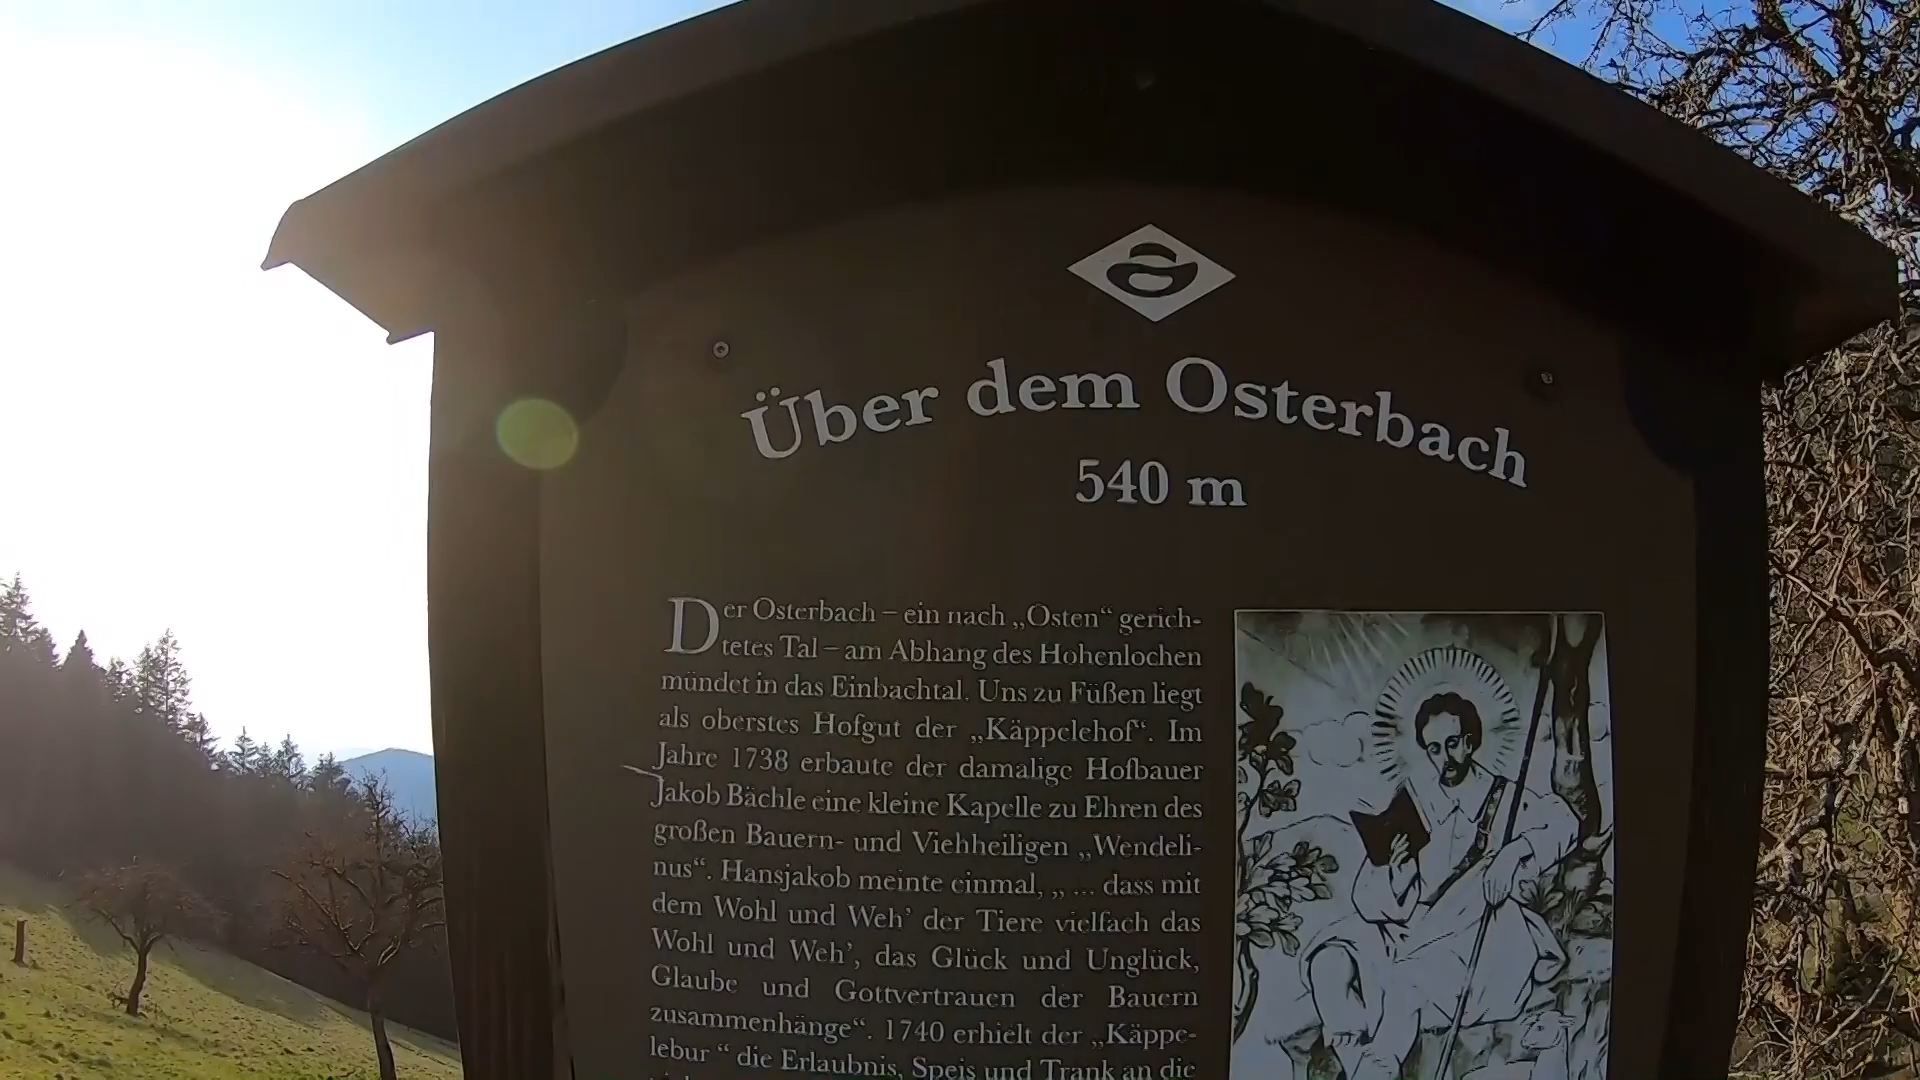 Über dem Osterbach
540 m
Der Osterbach – ein nach „Osten“ gerich-
tetes Tal – am Abhang des Hohenlochen
mündet in das Einbachtal. Uns zu Füßen liegt
als oberstes Hofgut der „Käppelehof“. Im
Jahre 1738 erbaute der damalige Hofbauer
Jakob Bächle eine kleine Kapelle zu Ehren des
großen Bauern- und Viehheiligen „Wendeli-
nus“. Hansjakob meinte einmal, „ ... dass mit
dem Wohl und Weh’ der Tiere vielfach das
Wohl und Weh’, das Glück und Unglück,
Glaube und Gottvertrauen der Bauern
zusammenhänge“. 1740 erhielt der „Käppe-
lebur “ die Erlaubnis, Speis und Trank an die